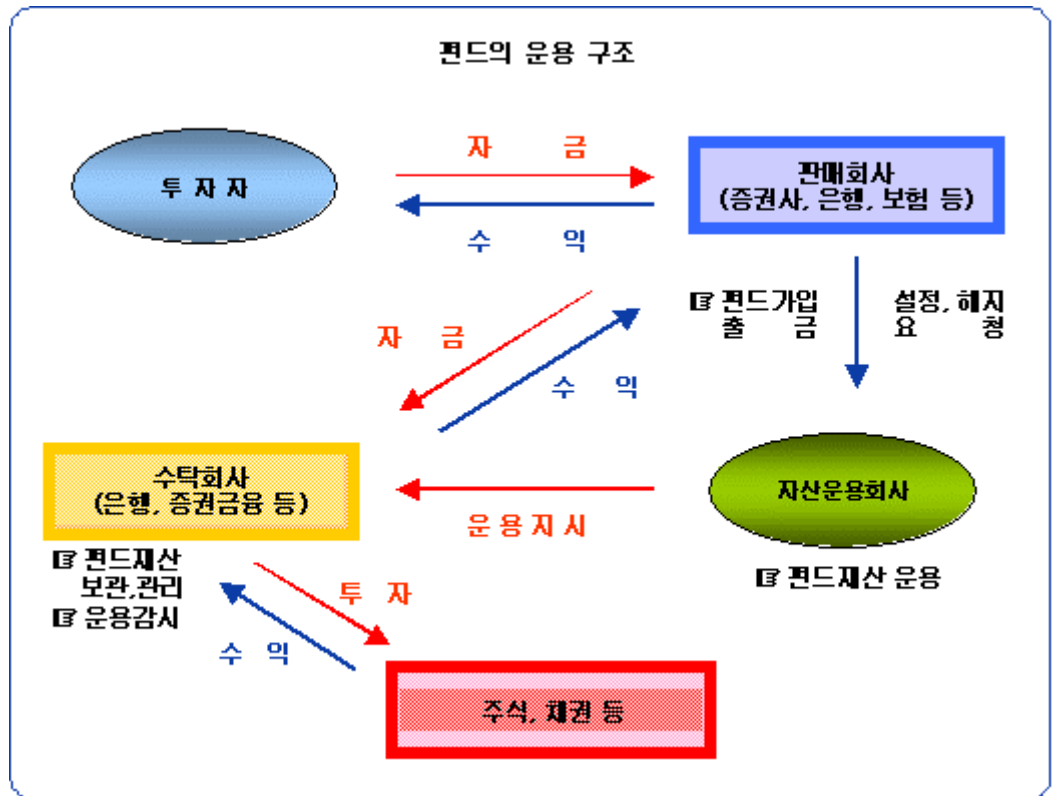 펀드의 운용 구조
자 금
투 자 자
판매회사
(증권사, 은행, 보험 등)
수 익
☞ 펀드가입
출 금
설정, 해지
요 청
자 금
수 익
수탁회사
(은행, 증권금융 등)
자산운용회사
운 용 지 시
☞ 펀드재산
보관,관리
☞ 운용감시
☞ 펀드재산 운용
투 자
수 익
주식, 채권 등